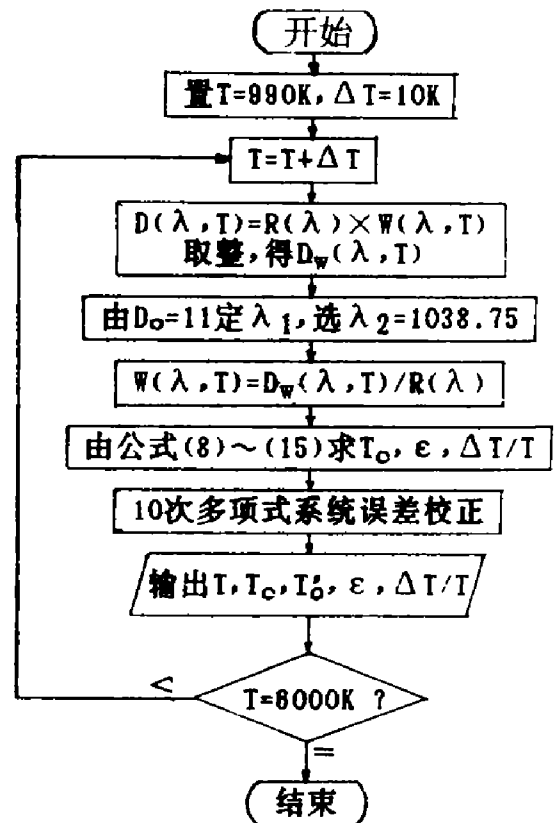 开始
置T=990K,ΔT=10K
T=T+ΔT
D(λ,T)=R(λ)×W(λ,T)
取整,得Dw(λ,T)
由D₀=11定λ₁,选λ₂=1038.75
W(λ,T)=Dw(λ,T)/R(λ)
由公式(8)~(15)求Tc,ε,ΔT/T
10次多项式系统误差校正
输出T,Tc,T'c,ε,ΔT/T
<
T=6000K ?
=
结束